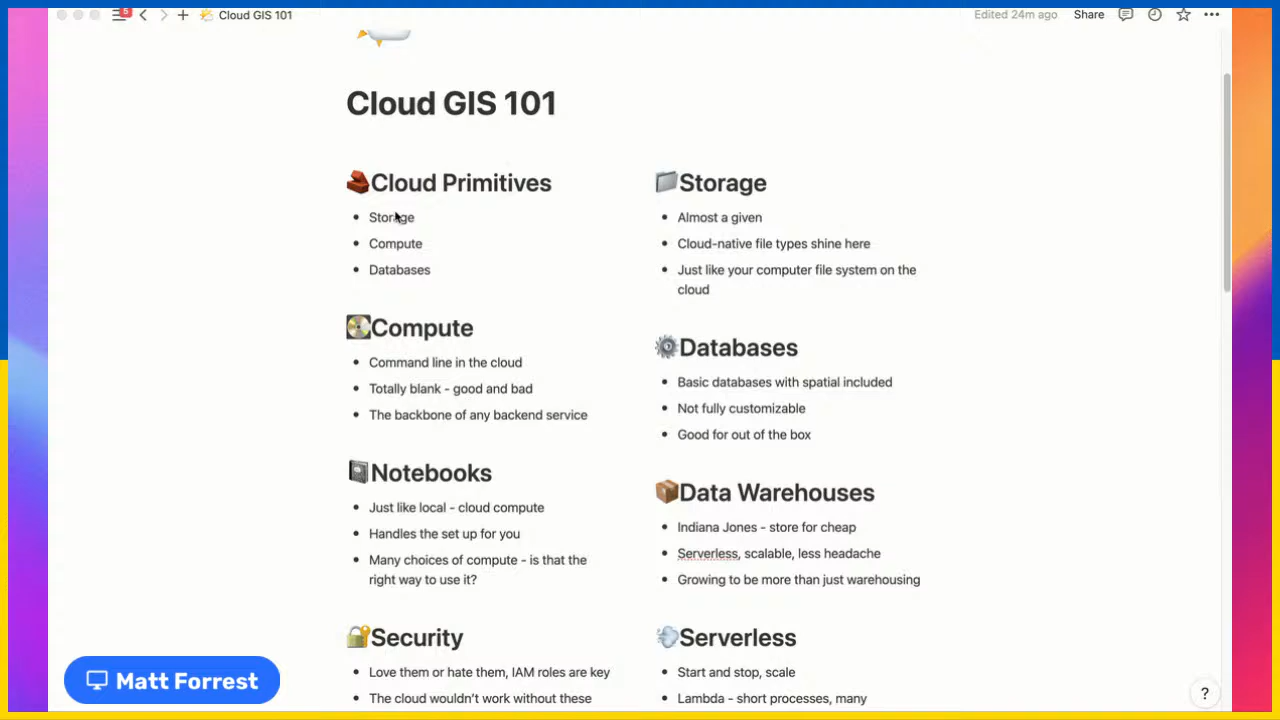 5
Cloud GIS 101
Edited 24m ago
Share
Cloud GIS 101
Cloud Primitives
Storage
Compute
Databases
Compute
Command line in the cloud
Totally blank - good and bad
The backbone of any backend service
Notebooks
Just like local - cloud compute
Handles the set up for you
Many choices of compute - is that the
right way to use it?
Security
Love them or hate them, IAM roles are key
The cloud wouldn't work without these
Storage
Almost a given
Cloud-native file types shine here
Just like your computer file system on the
cloud
Databases
Basic databases with spatial included
Not fully customizable
Good for out of the box
Data Warehouses
Indiana Jones - store for cheap
Serverless, scalable, less headache
Growing to be more than just warehousing
Serverless
Start and stop, scale
Lambda - short processes, many
Matt Forrest
?